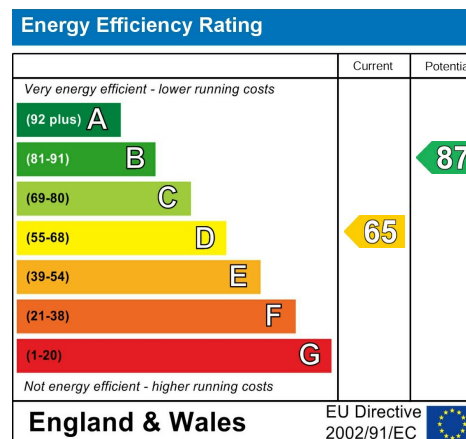 Energy Efficiency Rating
Current Potentia
Very energy efficient - lower running costs
(92 plus) A
(81-91) B 87
(69-80) C
(55-68) D 65
(39-54) E
(21-38) F
(1-20) G
Not energy efficient - higher running costs
England & Wales
EU Directive
2002/91/EC